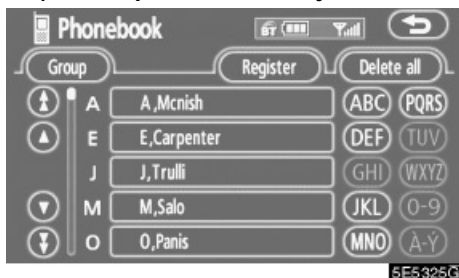 Phonebook BT
Group Register Delete all
A A,Mcnish ABC PQRS
E E,Carpenter DEF TUV
J J,Trulli GHI WXYZ
M M,Salo JKL 0-9
O O,Panis MNO À-Ý
5E5325G